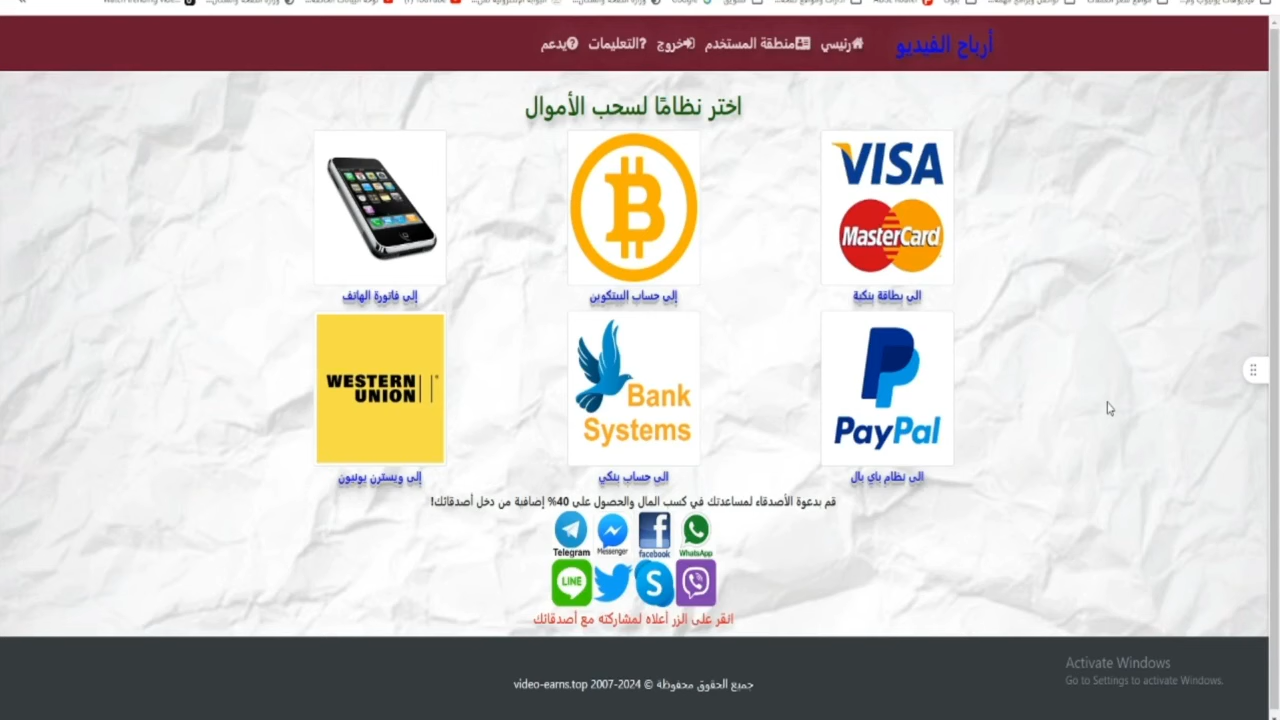 أرباح الفيديو
رئيسي منطقة المستخدم خروج ?التعليمات يدعم
اختر نظامًا لسحب الأموال
VISA
MasterCard
الى بطاقة بنكية
إلى حساب البيتكوين
إلى فاتورة الهاتف
PayPal
Bank Systems
WESTERN UNION
الى نظام باي بال
الى حساب بنكي
إلى ويسترن يونيون
قم بدعوة الأصدقاء لمساعدتك في كسب المال والحصول على 40% إضافية من دخل أصدقائك!
WhatsApp facebook Messenger Telegram
LINE
انقر على الزر أعلاه لمشاركته مع أصدقائك
جميع الحقوق محفوظة © video-earns.top 2007-2024
Activate Windows
Go to Settings to activate Windows.